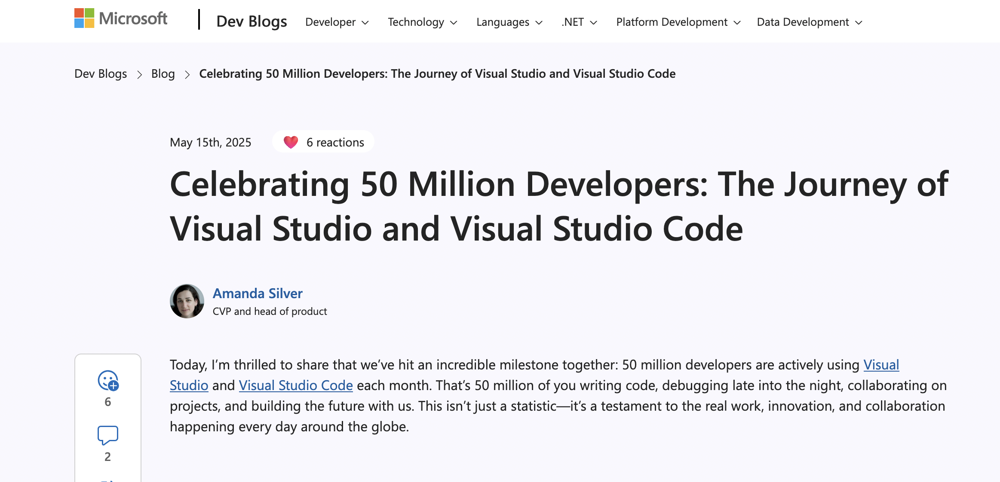 Microsoft
Dev Blogs
Developer
Technology
Languages
.NET
Platform Development
Data Development
Dev Blogs > Blog > Celebrating 50 Million Developers: The Journey of Visual Studio and Visual Studio Code
May 15th, 2025
6 reactions
Celebrating 50 Million Developers: The Journey of
Visual Studio and Visual Studio Code
Amanda Silver
CVP and head of product
6
2
Today, I’m thrilled to share that we’ve hit an incredible milestone together: 50 million developers are actively using Visual
Studio and Visual Studio Code each month. That’s 50 million of you writing code, debugging late into the night, collaborating on
projects, and building the future with us. This isn’t just a statistic—it’s a testament to the real work, innovation, and collaboration
happening every day around the globe.